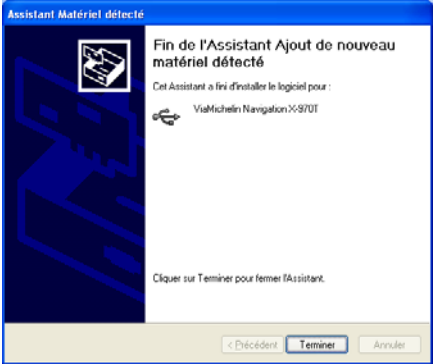 Assistant Matériel détecté
Fin de l'Assistant Ajout de nouveau
matériel détecté
Cet Assistant a fini d'installer le logiciel pour :
ViaMichelin Navigation X-970T
Cliquer sur Terminer pour fermer l'Assistant.
< Précédent
Terminer
Annuler